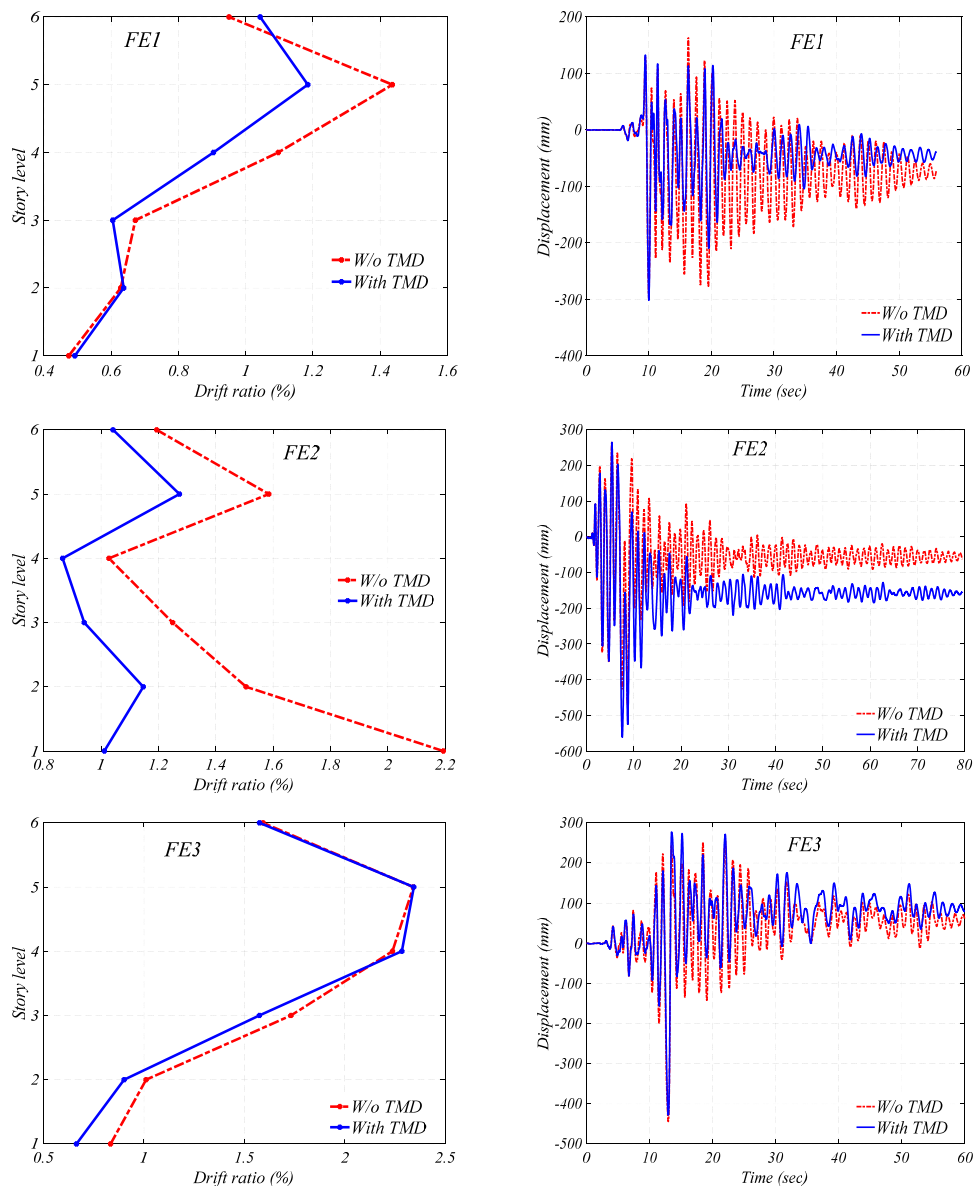 6
5
4
3
2
1
Story level
FE1
W/o TMD
With TMD
0.4 0.6 0.8 1 1.2 1.4 1.6
Drift ratio (%)
200
100
0
-100
-200
-300
-400
Displacement (mm)
FE1
W/o TMD
With TMD
0 10 20 30 40 50 60
Time (sec)
6
5
4
3
2
1
Story level
FE2
W/o TMD
With TMD
0.8 1 1.2 1.4 1.6 1.8 2 2.2
Drift ratio (%)
300
200
100
0
-100
-200
-300
-400
-500
-600
Displacement (mm)
FE2
W/o TMD
With TMD
0 10 20 30 40 50 60 70 80
Time (sec)
6
5
4
3
2
1
Story level
FE3
W/o TMD
With TMD
0.5 1 1.5 2 2.5
Drift ratio (%)
300
200
100
0
-100
-200
-300
-400
-500
Displacement (mm)
FE3
W/o TMD
With TMD
0 10 20 30 40 50 60
Time (sec)